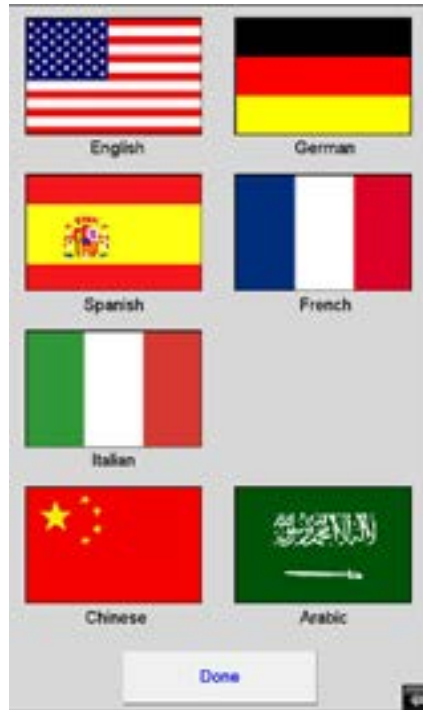 English
German
Spanish
French
Italian
Chinese
Arabic
Done